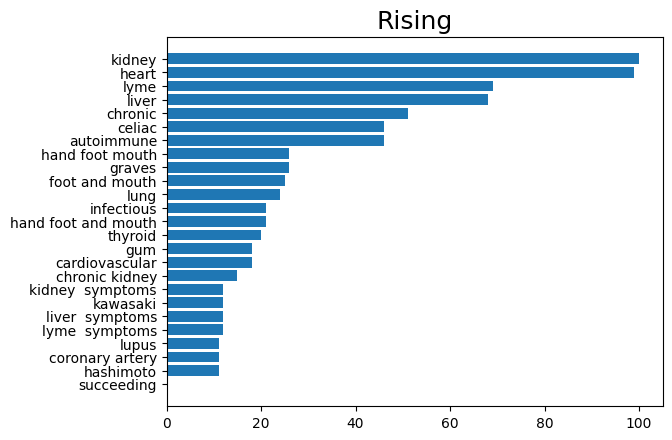 Rising
kidney
heart
lyme
liver
chronic
celiac
autoimmune
hand foot mouth
graves
foot and mouth
lung
infectious
hand foot and mouth
thyroid
gum
cardiovascular
chronic kidney
kidney  symptoms
kawasaki
liver  symptoms
lyme  symptoms
lupus
coronary artery
hashimoto
succeeding
0 20 40 60 80 100